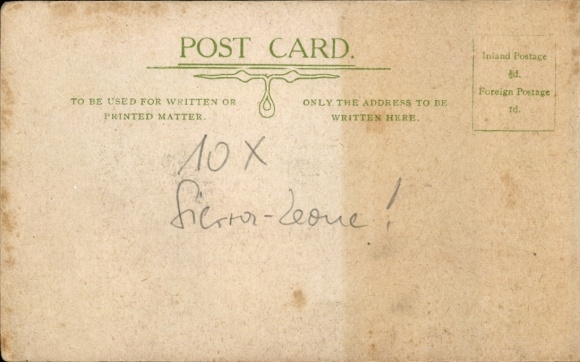 POST CARD.
TO BE USED FOR WRITTEN OR
PRINTED MATTER.
ONLY THE ADDRESS TO BE
WRITTEN HERE.
Inland Postage
½d.
Foreign Postage
1d.
10 X
Sierra-Leone!